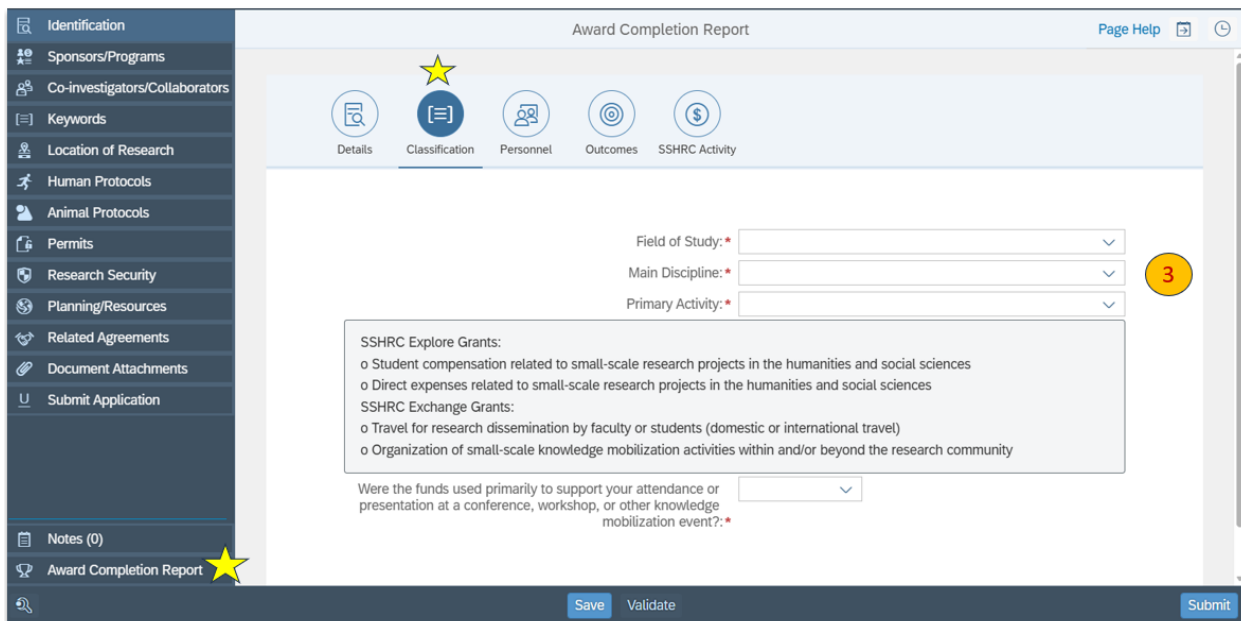 Identification
Sponsors/Programs
Co-investigators/Collaborators
Keywords
Location of Research
Human Protocols
Animal Protocols
Permits
Research Security
Planning/Resources
Related Agreements
Document Attachments
Submit Application
Notes (0)
Award Completion Report
Award Completion Report
Page Help
Details
Classification
Personnel
Outcomes
SSHRC Activity
Field of Study:*
Main Discipline:*
Primary Activity:*
3
SSHRC Explore Grants:
o Student compensation related to small-scale research projects in the humanities and social sciences
o Direct expenses related to small-scale research projects in the humanities and social sciences
SSHRC Exchange Grants:
o Travel for research dissemination by faculty or students (domestic or international travel)
o Organization of small-scale knowledge mobilization activities within and/or beyond the research community
Were the funds used primarily to support your attendance or
presentation at a conference, workshop, or other knowledge
mobilization event?:*
Save
Validate
Submit